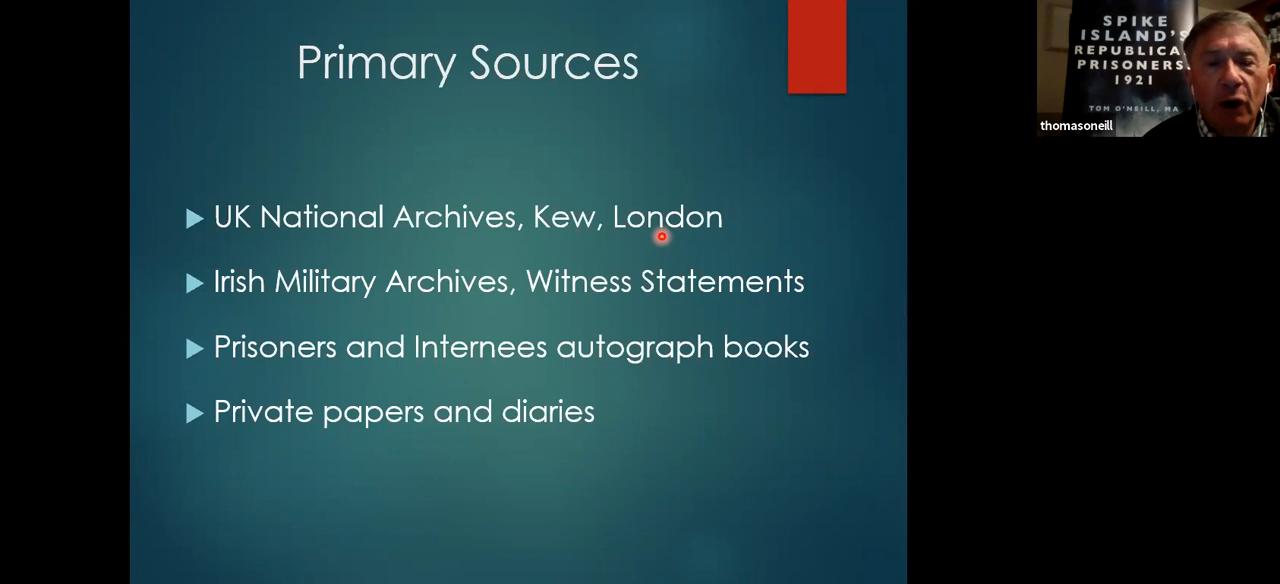 Primary Sources
UK National Archives, Kew, London
Irish Military Archives, Witness Statements
Prisoners and Internees autograph books
Private papers and diaries
SPIKE
ISLAND'S
REPUBLICA
PRISONERS
1921
TOM O'NEILL, MA
thomasoneill